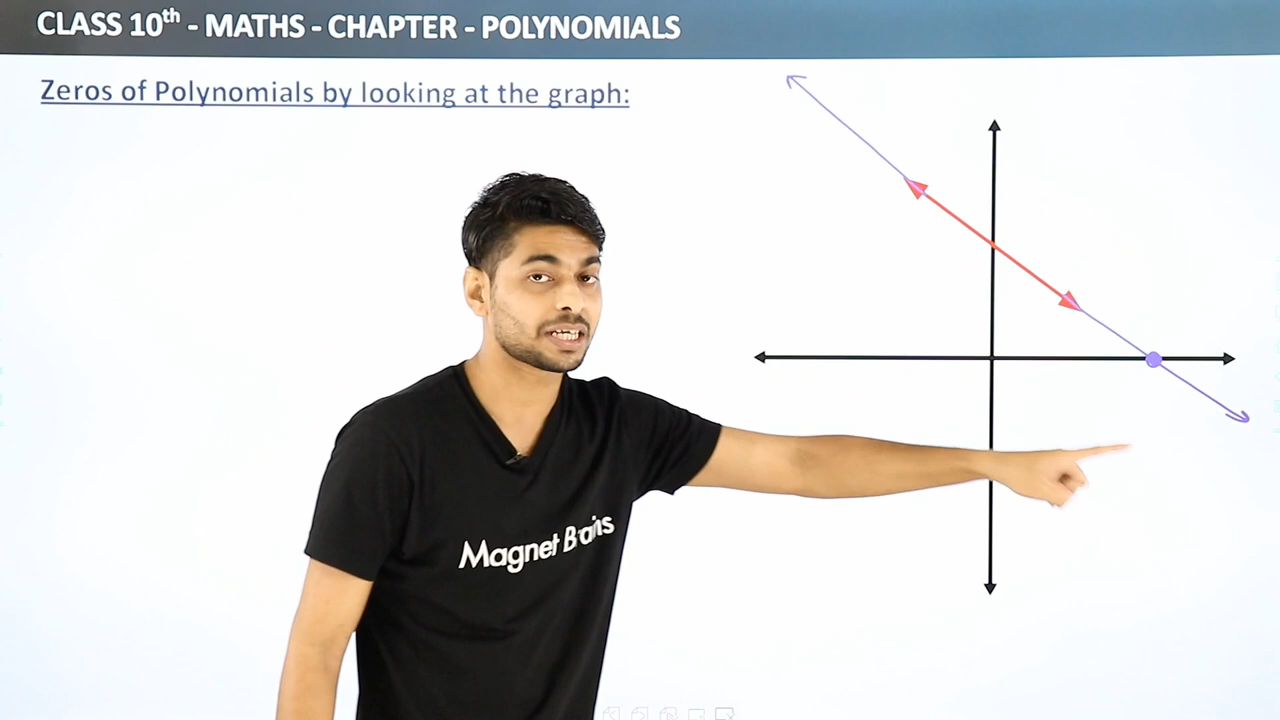 CLASS 10th - MATHS - CHAPTER - POLYNOMIALS
Zeros of Polynomials by looking at the graph:
Magnet Brains